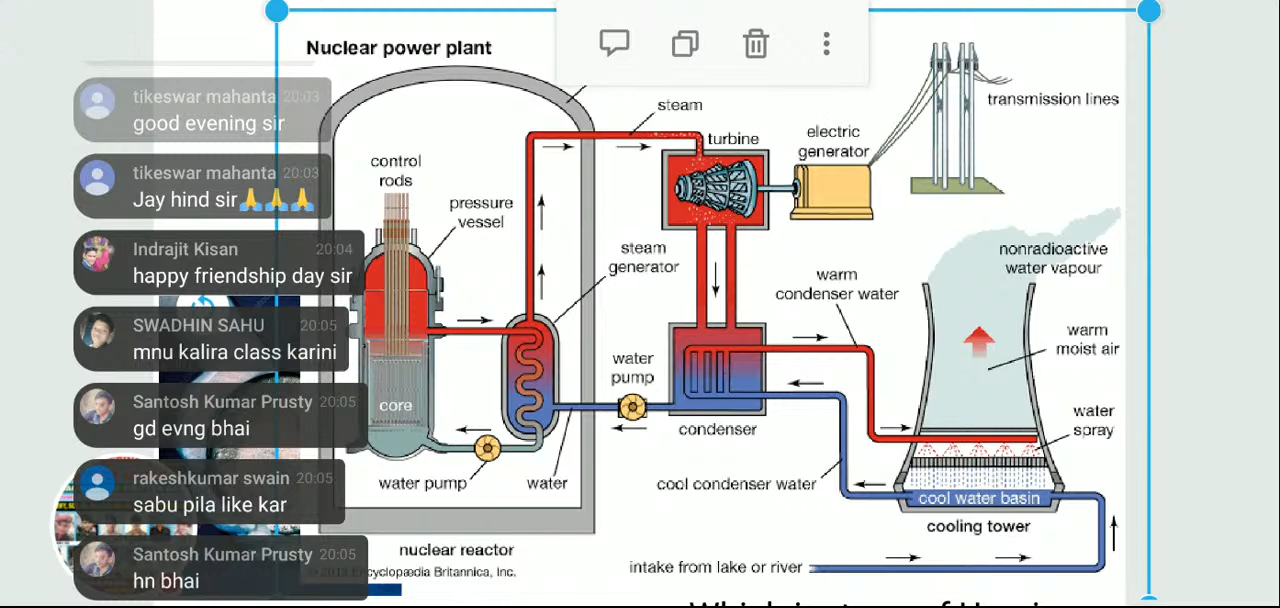 Nuclear power plant
tikeswar mahanta 20:03
good evening sir
tikeswar mahanta 20:03
Jay hind sir🙏🙏🙏
Indrajit Kisan 20:04
happy friendship day sir
SWADHIN SAHU 20:05
mnu kalira class karini
Santosh Kumar Prusty 20:05
gd evng bhai
rakeshkumar swain 20:05
sabu pila like kar
Santosh Kumar Prusty 20:05
hn bhai
control
rods
pressure
vessel
core
water pump
water
steam
generator
steam
turbine
electric
generator
transmission lines
water
pump
condenser
warm
condenser water
cool condenser water
nonradioactive
water vapour
warm
moist air
water
spray
cool water basin
cooling tower
intake from lake or river
nuclear reactor
2013 Encyclopædia Britannica, Inc.